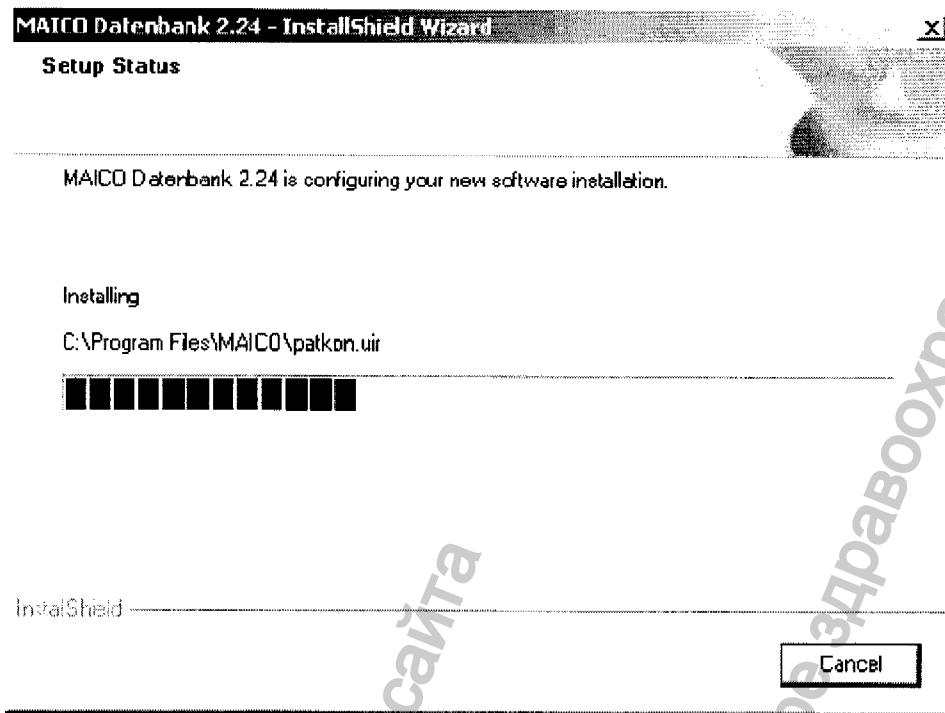 MAICO Datenbank 2.24 - InstallShield Wizard
Setup Status
MAICO Datenbank 2.24 is configuring your new software installation.
Installing
C:\Program Files\MAICO\patkon.uir
InstallShield
Cancel
сайта